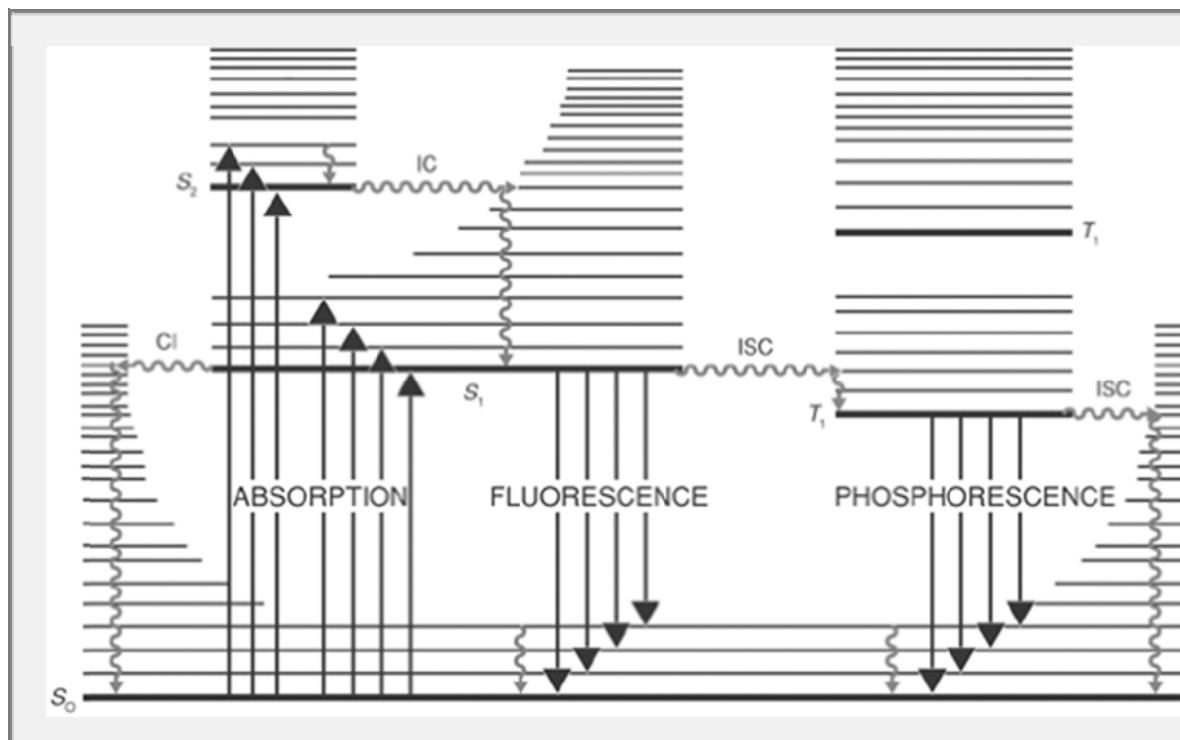 IC
S₂
T₁
CI
ISC
S₁
T₁
ISC
ABSORPTION
FLUORESCENCE
PHOSPHORESCENCE
S₀